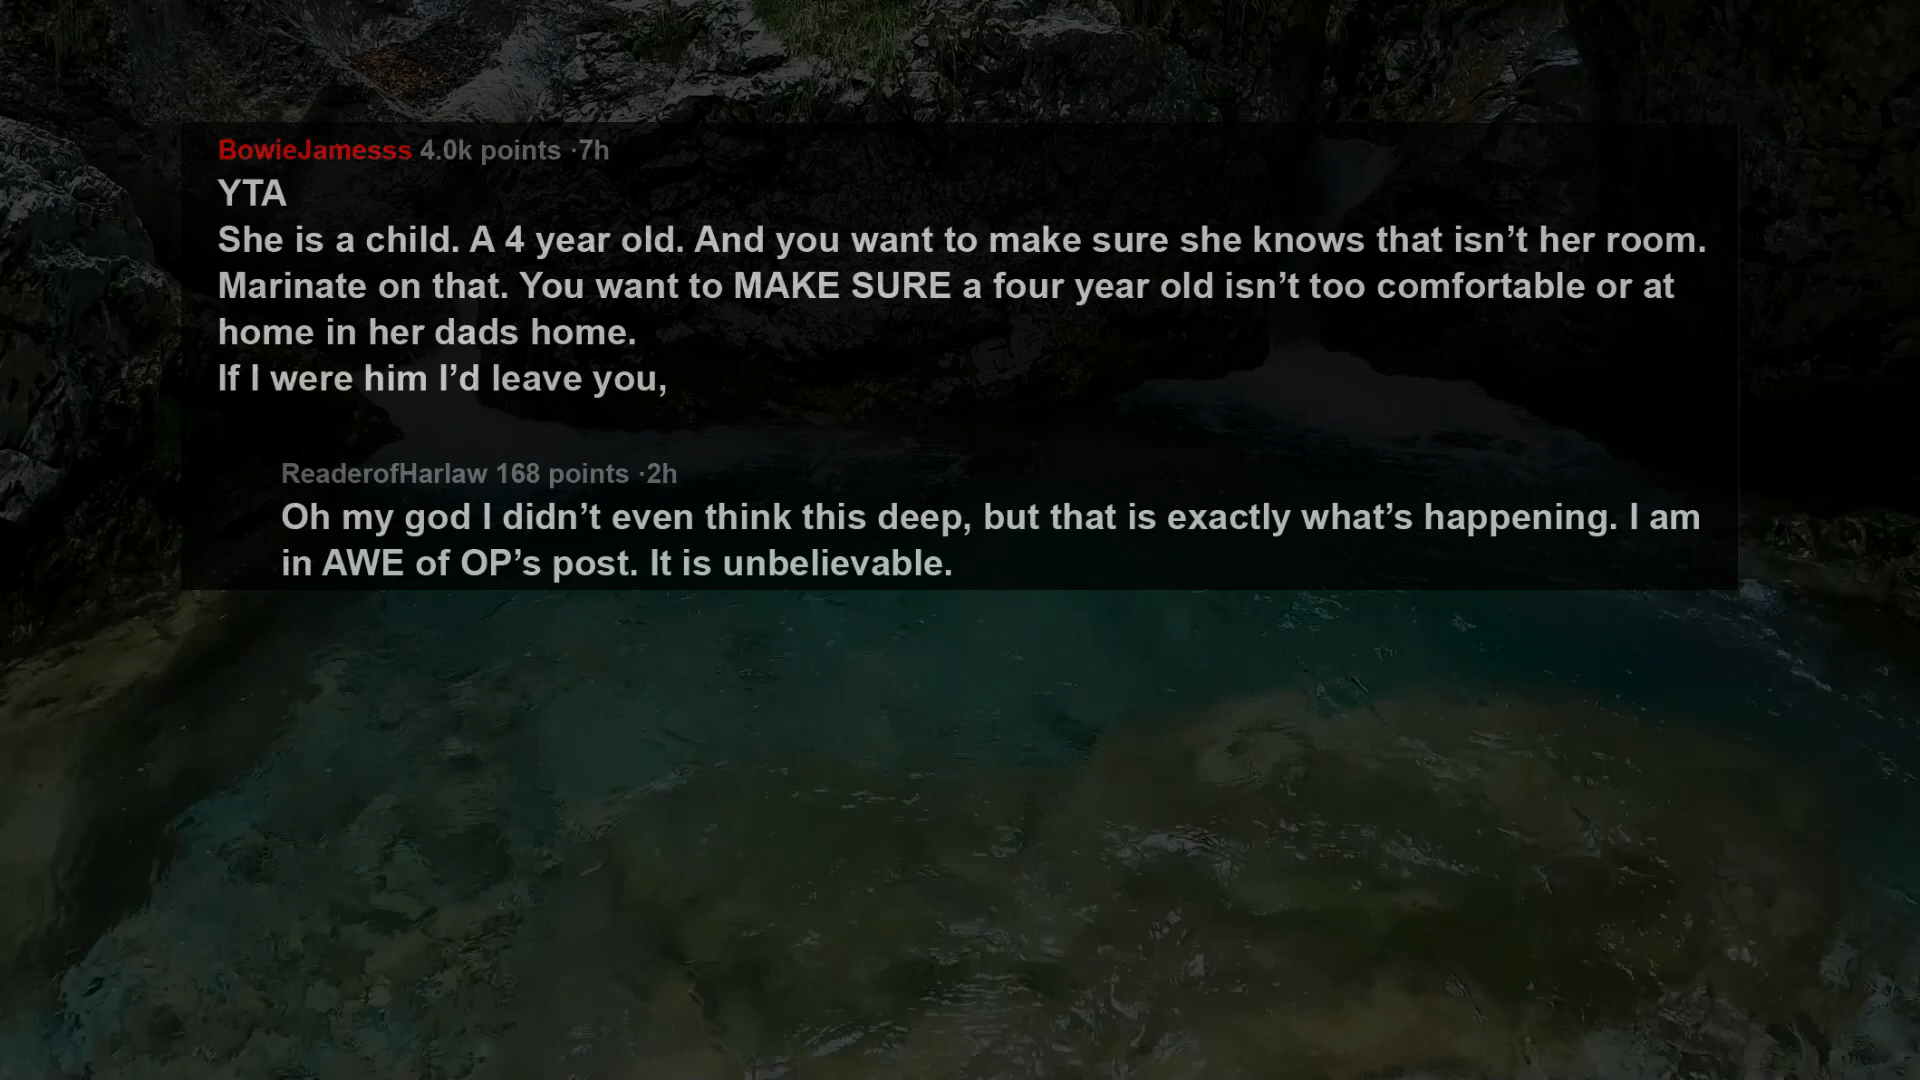 BowieJamesss 4.0k points ·7h
YTA
She is a child. A 4 year old. And you want to make sure she knows that isn’t her room.
Marinate on that. You want to MAKE SURE a four year old isn’t too comfortable or at
home in her dads home.
If I were him I’d leave you,
ReaderofHarlaw 168 points ·2h
Oh my god I didn’t even think this deep, but that is exactly what’s happening. I am
in AWE of OP’s post. It is unbelievable.